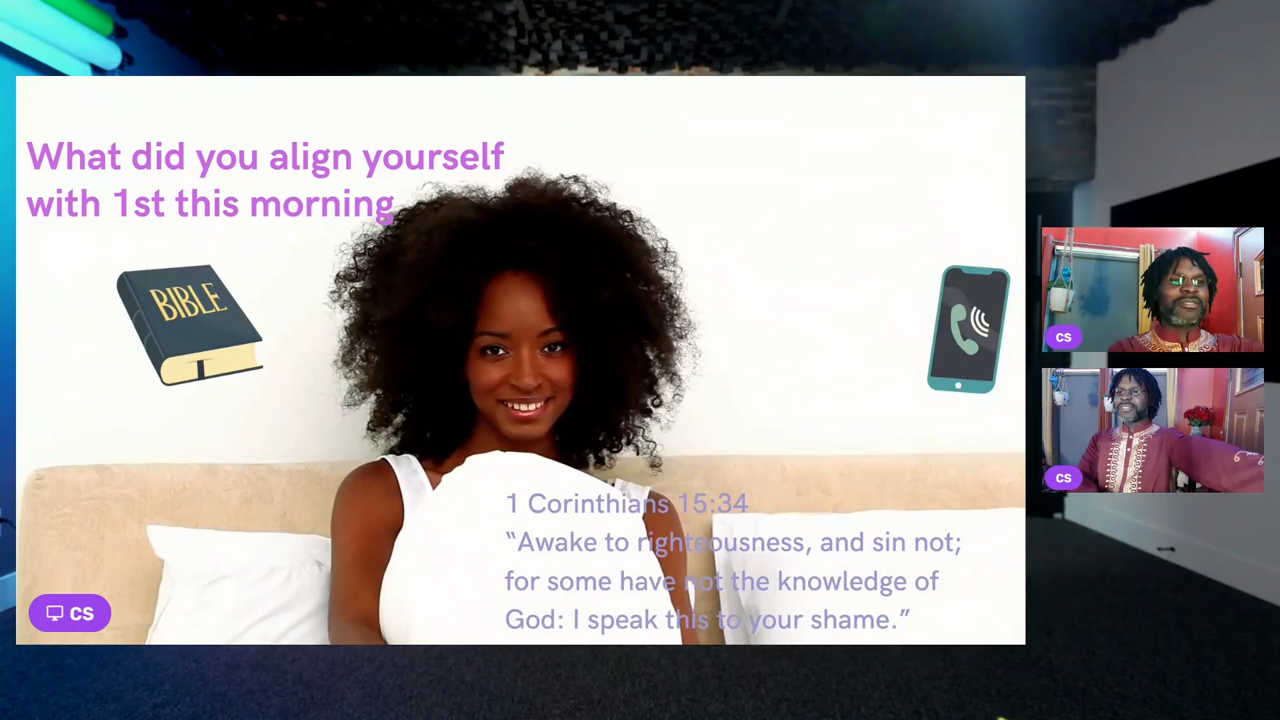 What did you align yourself
with 1st this morning
BIBLE
1 Corinthians 15:34
“Awake to righteousness, and sin not;
for some have not the knowledge of
God: I speak this to your shame.”
CS
CS
CS